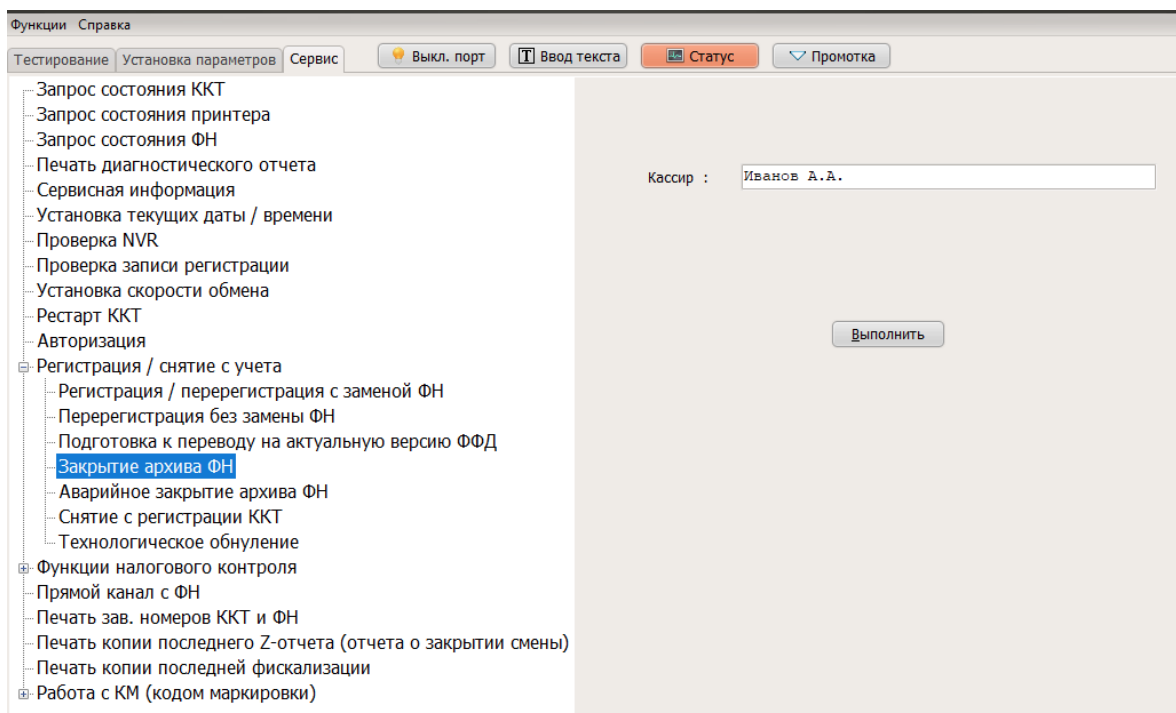 Функции Справка
Тестирование Установка параметров Сервис Выкл. порт Ввод текста Статус Промотка
Запрос состояния ККТ
Запрос состояния принтера
Запрос состояния ФН
Печать диагностического отчета
Кассир : Иванов А.А.
Сервисная информация
Установка текущих даты / времени
Проверка NVR
Проверка записи регистрации
Установка скорости обмена
Рестарт ККТ
Выполнить
Авторизация
Регистрация / снятие с учета
Регистрация / перерегистрация с заменой ФН
Перерегистрация без замены ФН
Подготовка к переводу на актуальную версию ФФД
Закрытие архива ФН
Аварийное закрытие архива ФН
Снятие с регистрации ККТ
Технологическое обнуление
Функции налогового контроля
Прямой канал с ФН
Печать зав. номеров ККТ и ФН
Печать копии последнего Z-отчета (отчета о закрытии смены)
Печать копии последней фискализации
Работа с КМ (кодом маркировки)